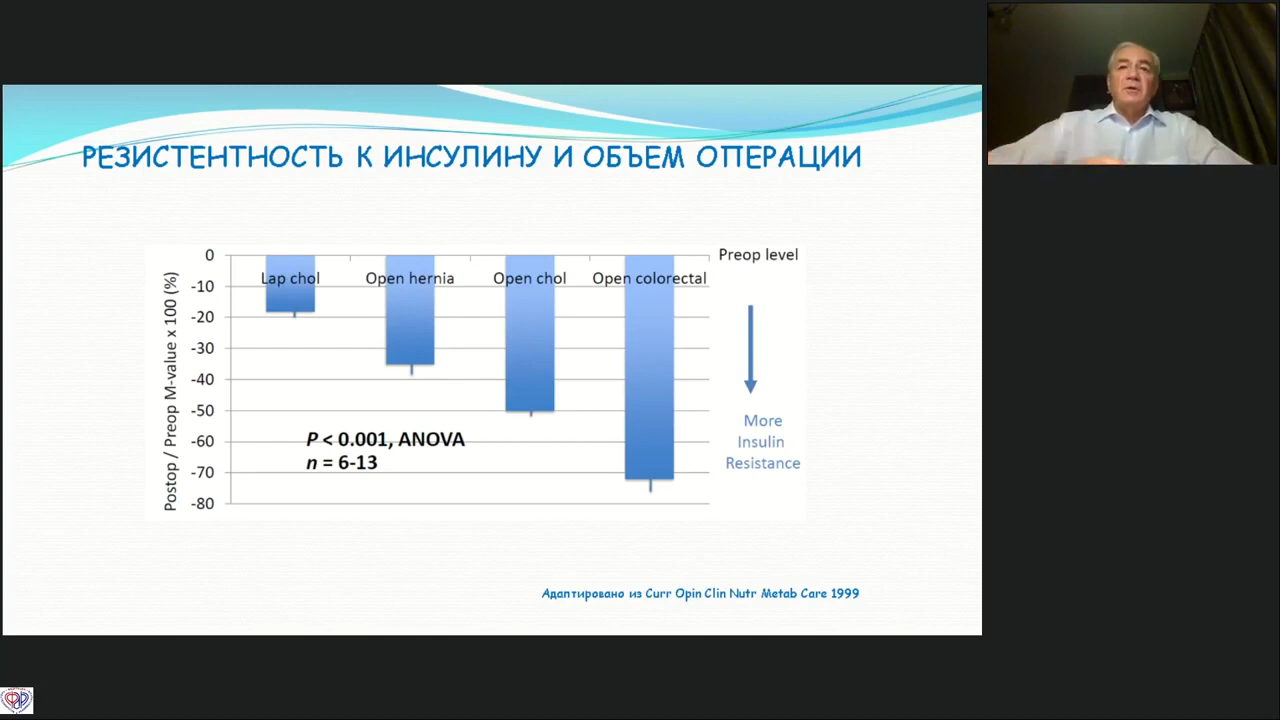 РЕЗИСТЕНТНОСТЬ К ИНСУЛИНУ И ОБЪЕМ ОПЕРАЦИИ
Postop / Preop M-value x 100 (%)
0
-10
-20
-30
-40
-50
-60
-70
-80
Lap chol
Open hernia
Open chol
Open colorectal
P < 0.001, ANOVA
n = 6-13
Preop level
More
Insulin
Resistance
Адаптировано из Curr Opin Clin Nutr Metab Care 1999